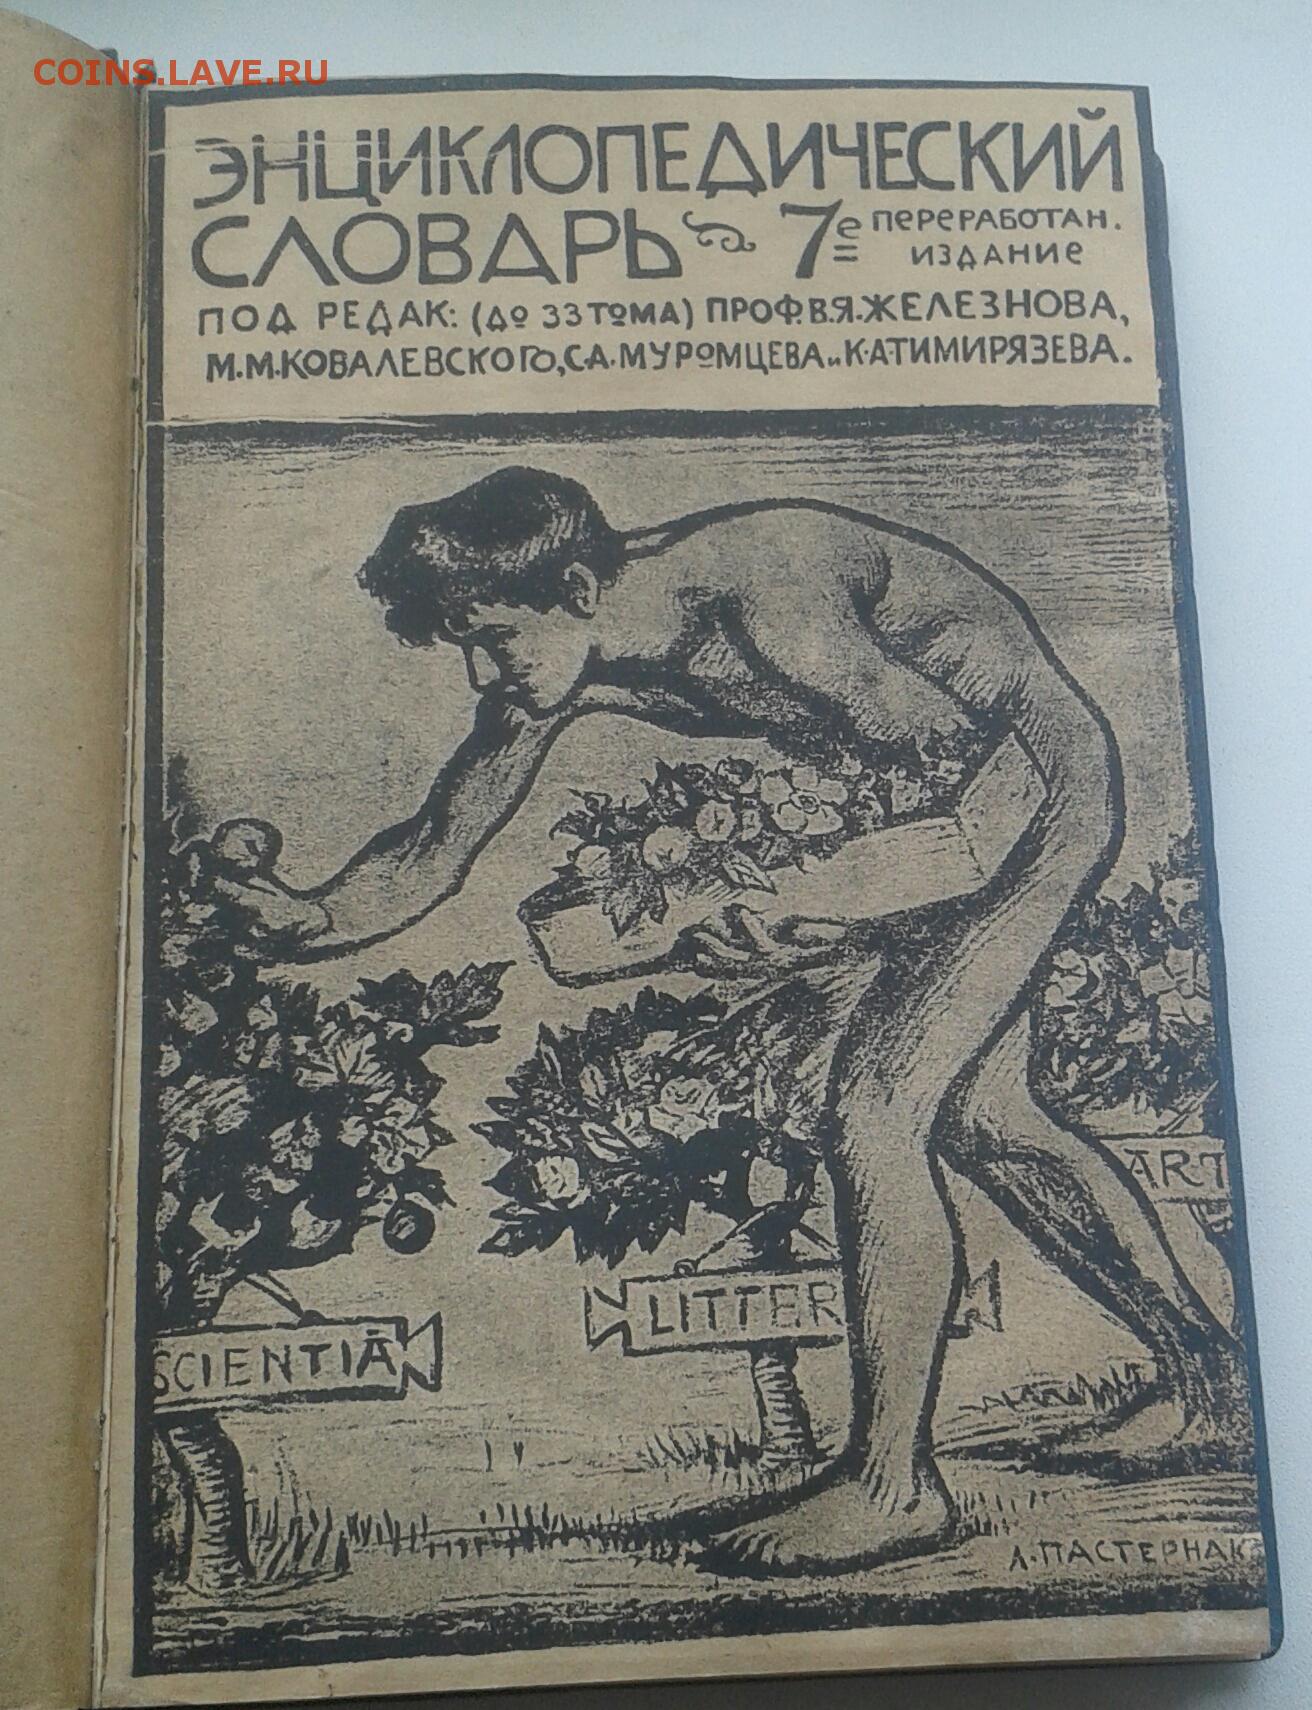 COINS.LAVE.RU
ЭНЦИКЛОПЕДИЧЕСКИЙ
СЛОВАРЬ 7е ПЕРЕРАБОТАН.
ИЗДАНИЕ
ПОД РЕДАК: (ДО 33 ТОМА) ПРОФ. В.Я. ЖЕЛЕЗНОВА,
М.М. КОВАЛЕВСКОГО, С.А. МУРОМЦЕВА и К.А. ТИМИРЯЗЕВА.
ART
LITTER
SCIENTIA
Л. ПАСТЕРНАК